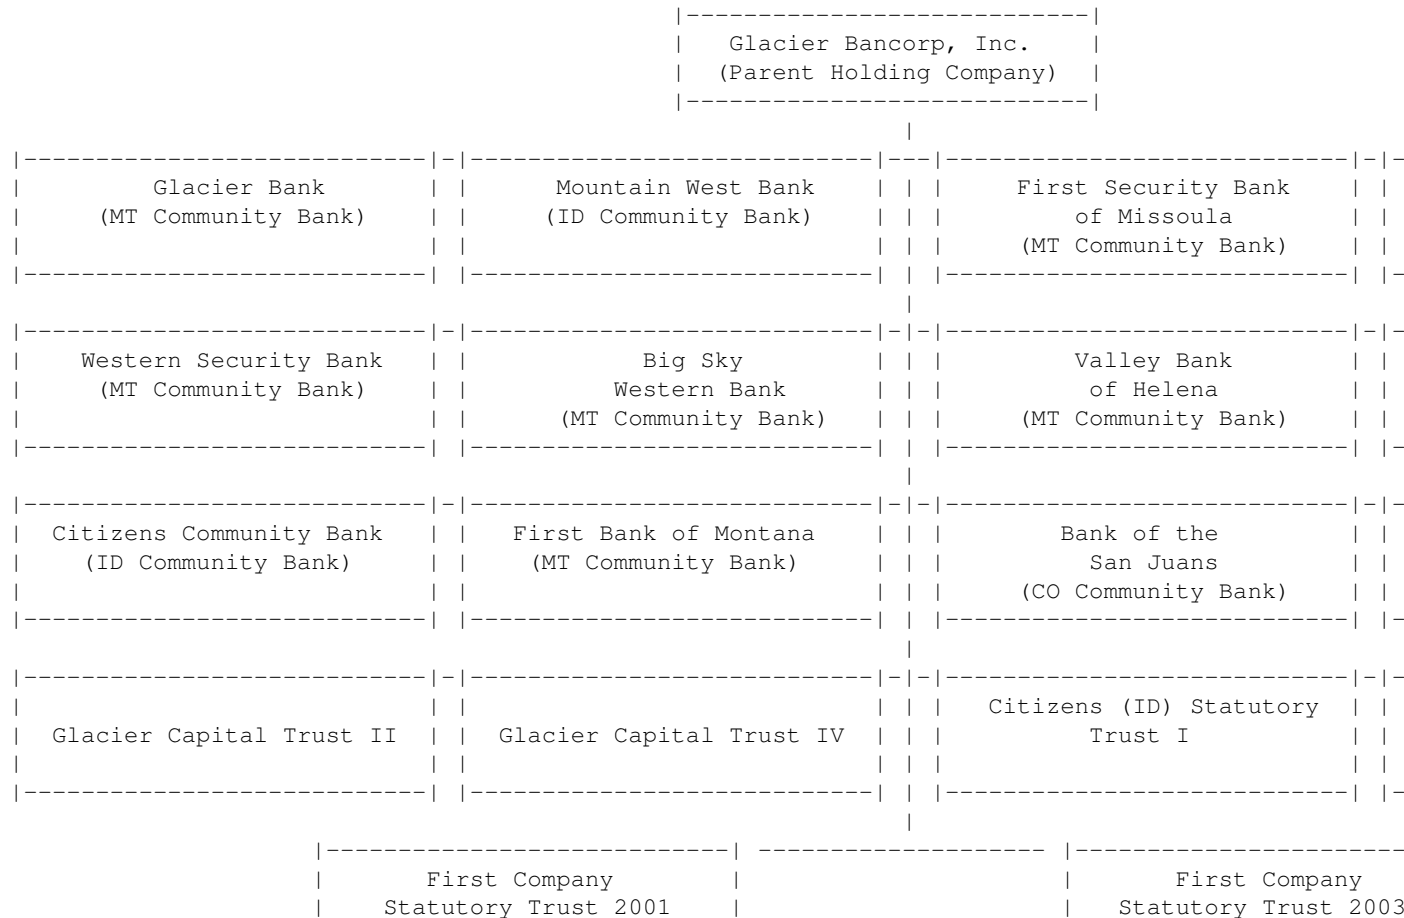 Glacier Bancorp, Inc.
(Parent Holding Company)
Glacier Bank Mountain West Bank First Security Bank
(MT Community Bank) (ID Community Bank) of Missoula
(MT Community Bank)
Western Security Bank Big Sky Valley Bank
(MT Community Bank) Western Bank of Helena
(MT Community Bank) (MT Community Bank)
Citizens Community Bank First Bank of Montana Bank of the
(ID Community Bank) (MT Community Bank) San Juans
(CO Community Bank)
Citizens (ID) Statutory
Glacier Capital Trust II Glacier Capital Trust IV Trust I
First Company First Company
Statutory Trust 2001 Statutory Trust 2003